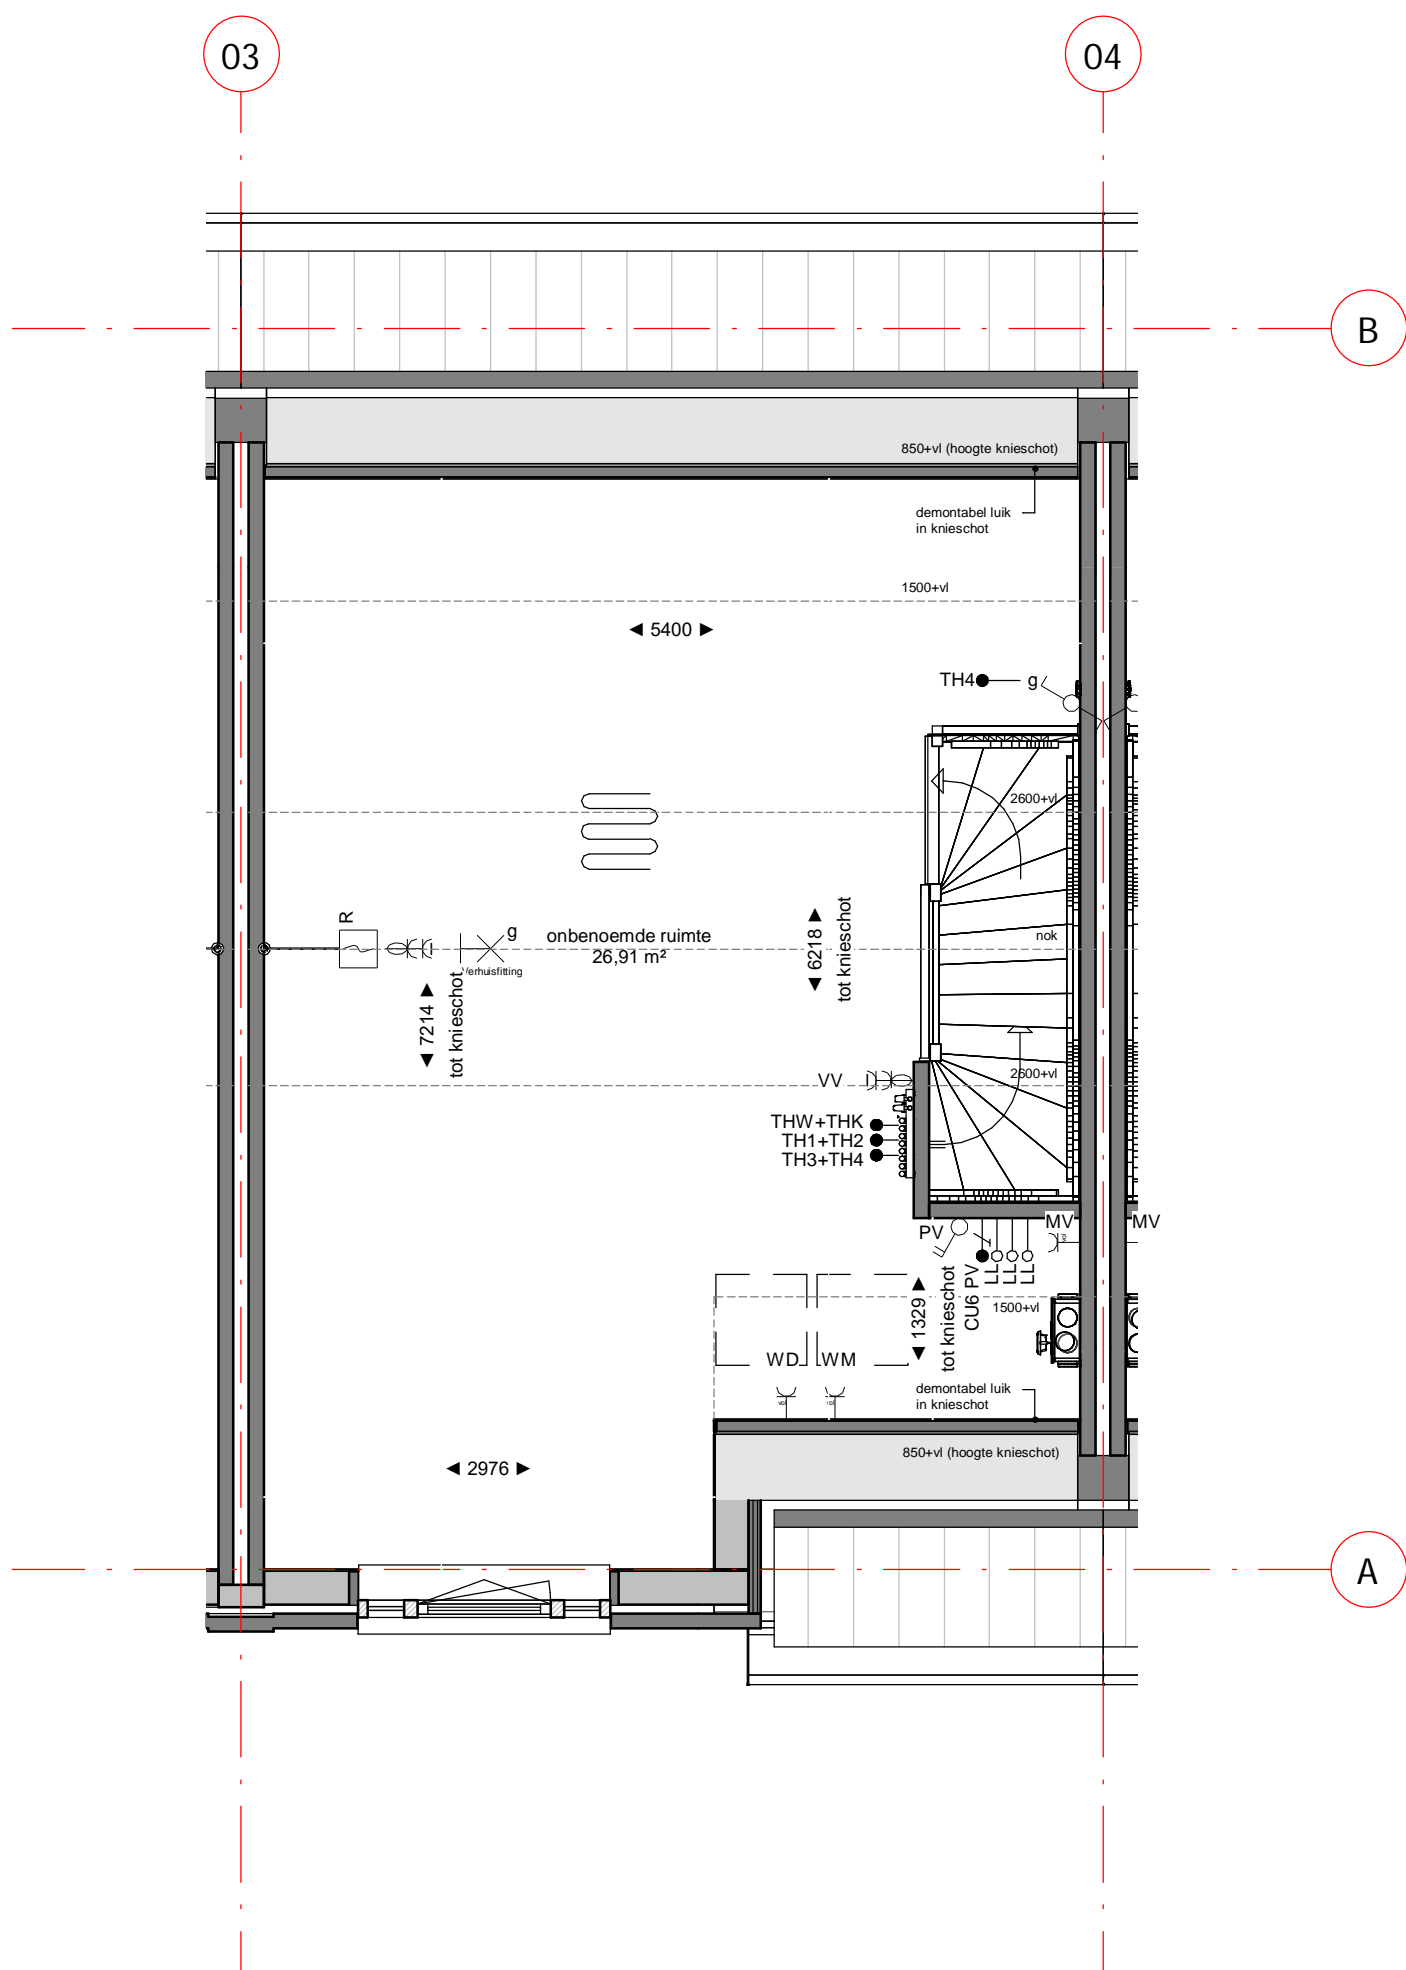 03
04
B
850+vl (hoogte knieschot)
demontabel luik
in knieschot
1500+vl
◄ 5400 ►
TH4
g
2600+vl
R
g
Verhuisfitting
onbenoemde ruimte
26,91 m²
nok
◄ 6218 ►
tot knieschot
◄ 7214 ►
tot knieschot
2600+vl
VV
THW+THK
TH1+TH2
TH3+TH4
PV
MV
MV
CU6 PV
LL
LL
LL
◄ 1329 ►
tot knieschot
1500+vl
WD
WM
demontabel luik
in knieschot
850+vl (hoogte knieschot)
◄ 2976 ►
A